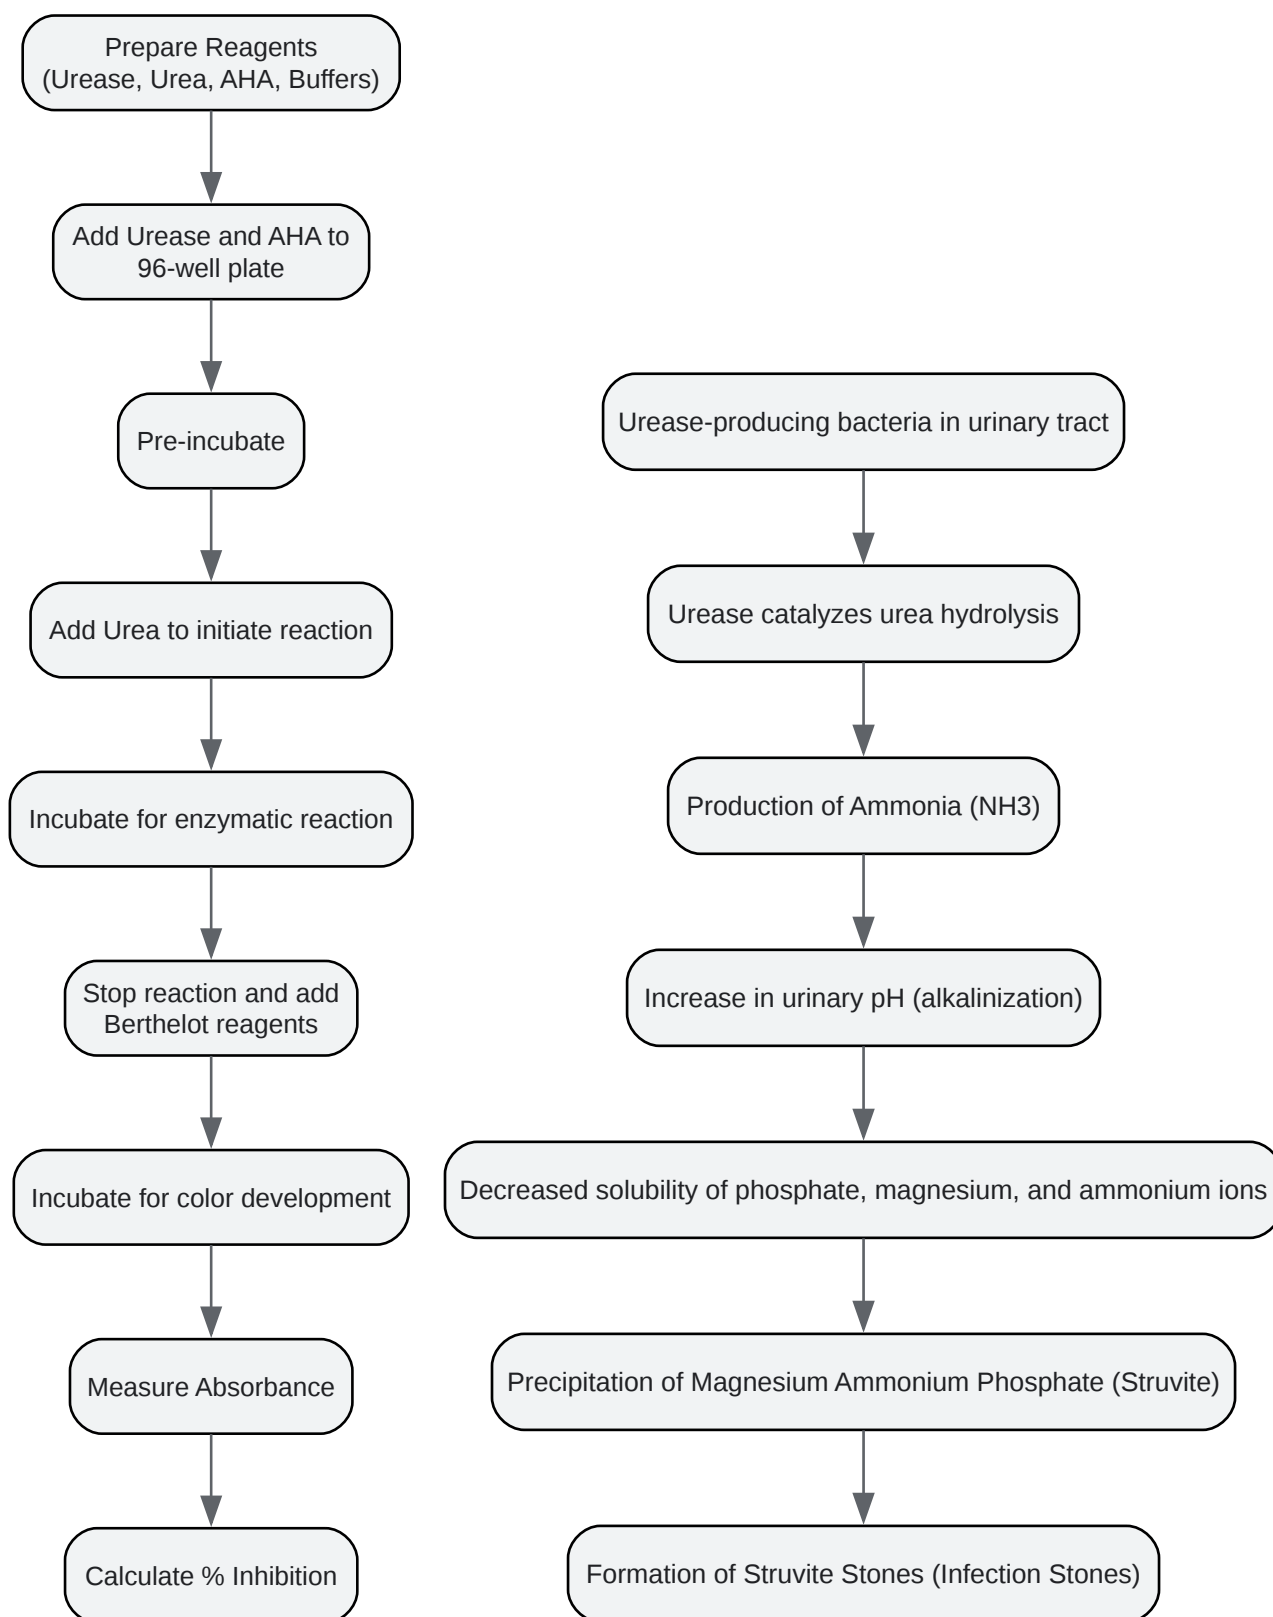 Prepare Reagents
(Urease, Urea, AHA, Buffers)
Add Urease and AHA to
96-well plate
Pre-incubate
Add Urea to initiate reaction
Incubate for enzymatic reaction
Stop reaction and add
Berthelot reagents
Incubate for color development
Measure Absorbance
Calculate % Inhibition
Urease-producing bacteria in urinary tract
Urease catalyzes urea hydrolysis
Production of Ammonia (NH3)
Increase in urinary pH (alkalinization)
Decreased solubility of phosphate, magnesium, and ammonium ions
Precipitation of Magnesium Ammonium Phosphate (Struvite)
Formation of Struvite Stones (Infection Stones)